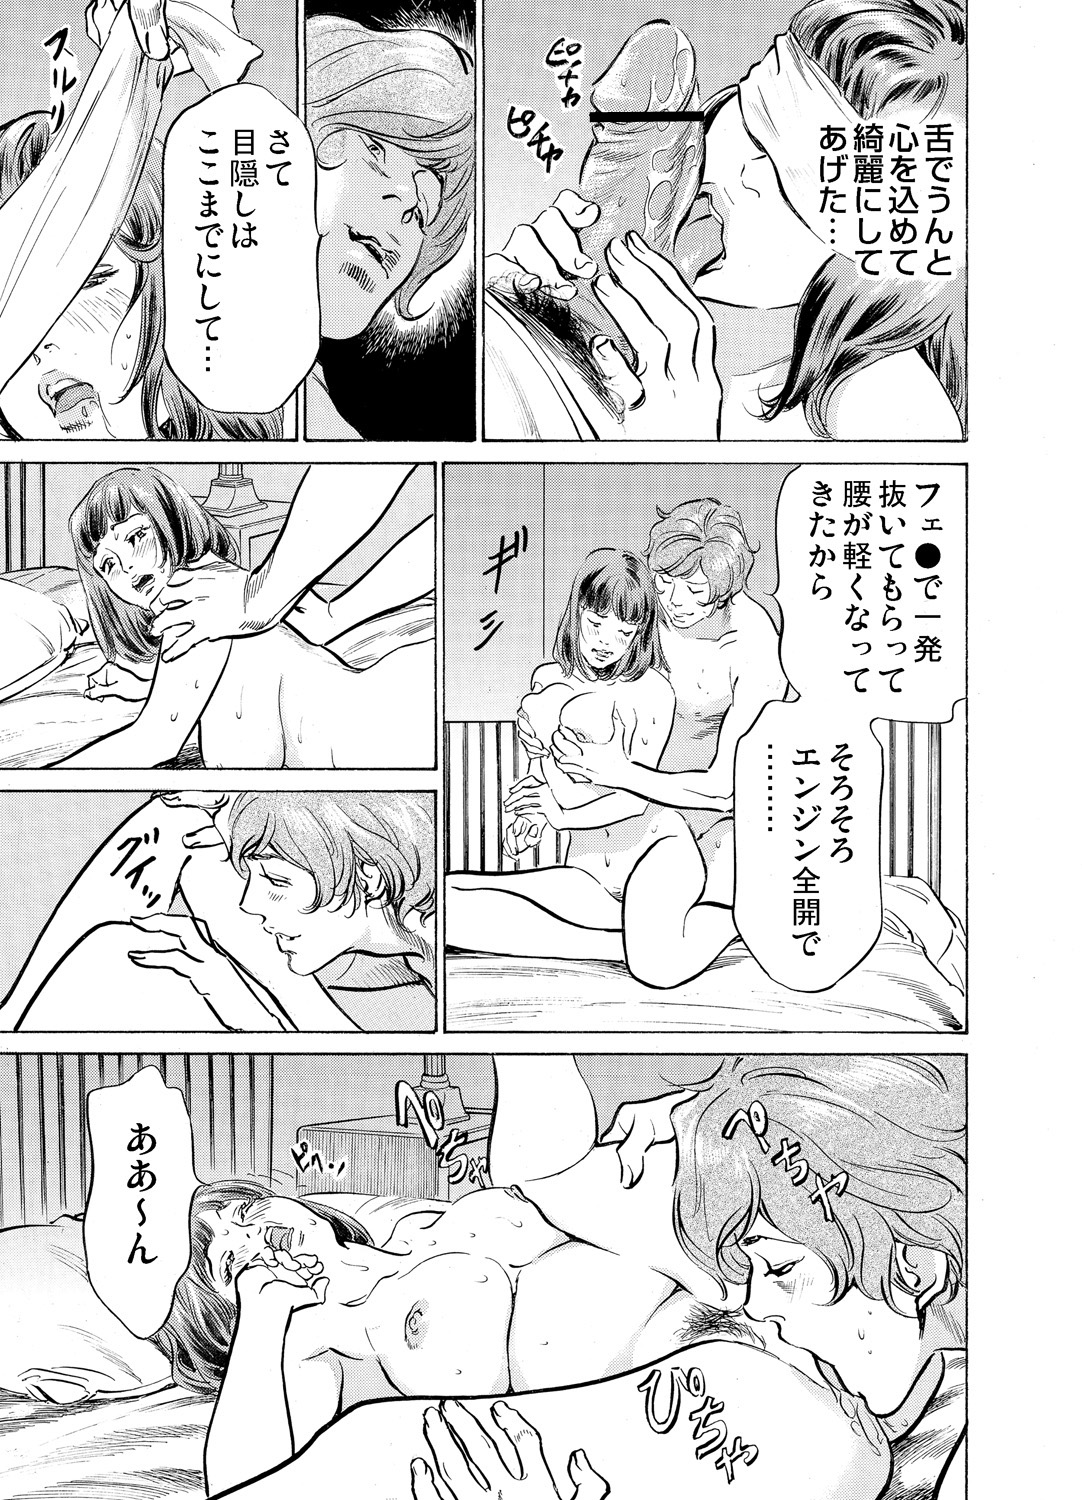 舌でうんと
心を込めて
綺麗にして
あげた…
ピチャ
ピチャ
さて
目隠しは
ここまでにして…
スルリ
フェ●で一発
抜いてもらって
腰が軽くなって
きたから
そろそろ
エンジン全開で
………
ギシ
グイッ
ぺちゃ
ぺちゃ
ああ～ん
ぴちゃ